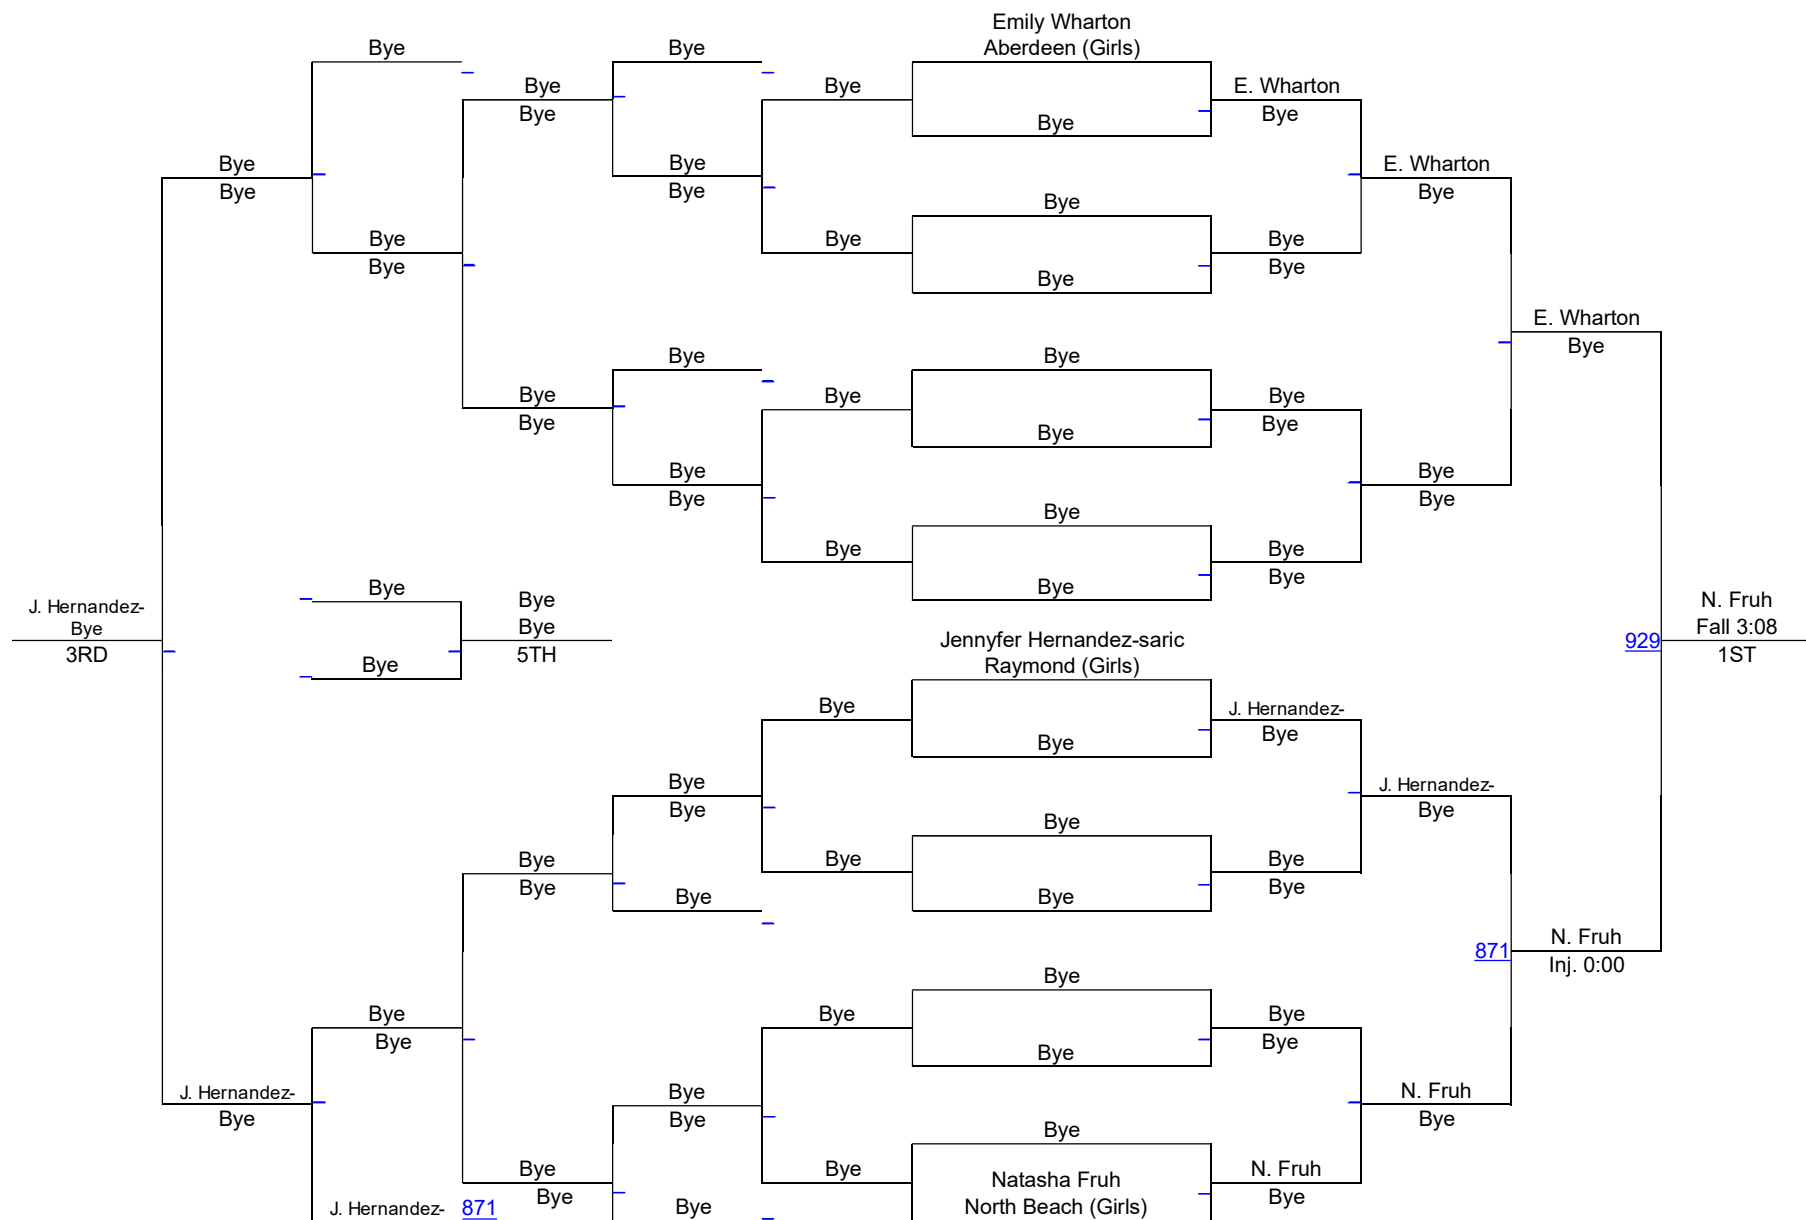 Emily Wharton
Bye Bye Aberdeen (Girls)
Bye Bye E. Wharton
Bye Bye
Bye
Bye Bye E. Wharton
Bye Bye Bye
Bye
Bye Bye Bye
Bye Bye
Bye
E. Wharton
Bye Bye Bye
Bye Bye Bye
Bye Bye
Bye
Bye Bye
Bye Bye
Bye
Bye Bye
Bye
Bye Bye
J. Hernandez- Bye N. Fruh
Bye Bye Fall 3:08
3RD Bye 5TH 929 1ST
Jennyfer Hernandez-saric
Raymond (Girls)
Bye J. Hernandez-
Bye Bye
Bye J. Hernandez-
Bye Bye Bye
Bye Bye Bye
Bye Bye
Bye Bye
871 N. Fruh
Inj. 0:00
Bye
Bye Bye Bye
Bye Bye Bye
J. Hernandez- Bye N. Fruh
Bye Bye Bye
Bye
Bye Bye N. Fruh
Bye Natasha Fruh Bye
J. Hernandez- 871 Bye North Beach (Girls)